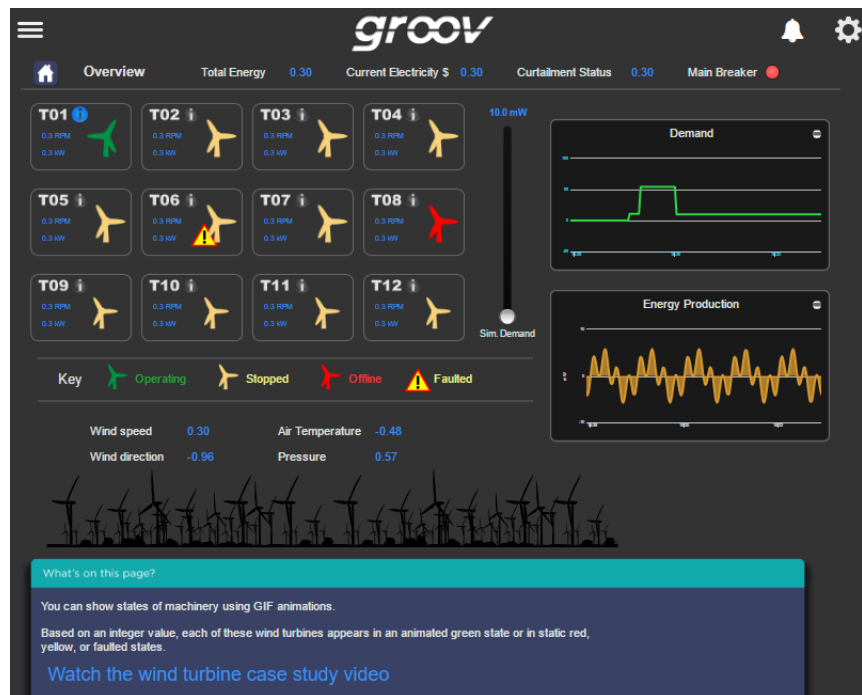 groov
Overview Total Energy 0.30 Current Electricity $ 0.30 Curtailment Status 0.30 Main Breaker
T01 T02 T03 T04 10.0 mW
0.3 RPM 0.3 RPM 0.3 RPM 0.3 RPM
0.3 kW 0.3 kW 0.3 kW 0.3 kW
Demand
T05 T06 T07 T08
0.3 RPM 0.3 RPM 0.3 RPM 0.3 RPM
0.3 kW 0.3 kW 0.3 kW 0.3 kW
T09 T10 T11 T12
0.3 RPM 0.3 RPM 0.3 RPM 0.3 RPM
0.3 kW 0.3 kW 0.3 kW 0.3 kW
Sim. Demand
Energy Production
Key Operating Stopped Offline Faulted
Wind speed 0.30 Air Temperature -0.48
Wind direction -0.96 Pressure 0.57
What's on this page?
You can show states of machinery using GIF animations.
Based on an integer value, each of these wind turbines appears in an animated green state or in static red,
yellow, or faulted states.
Watch the wind turbine case study video